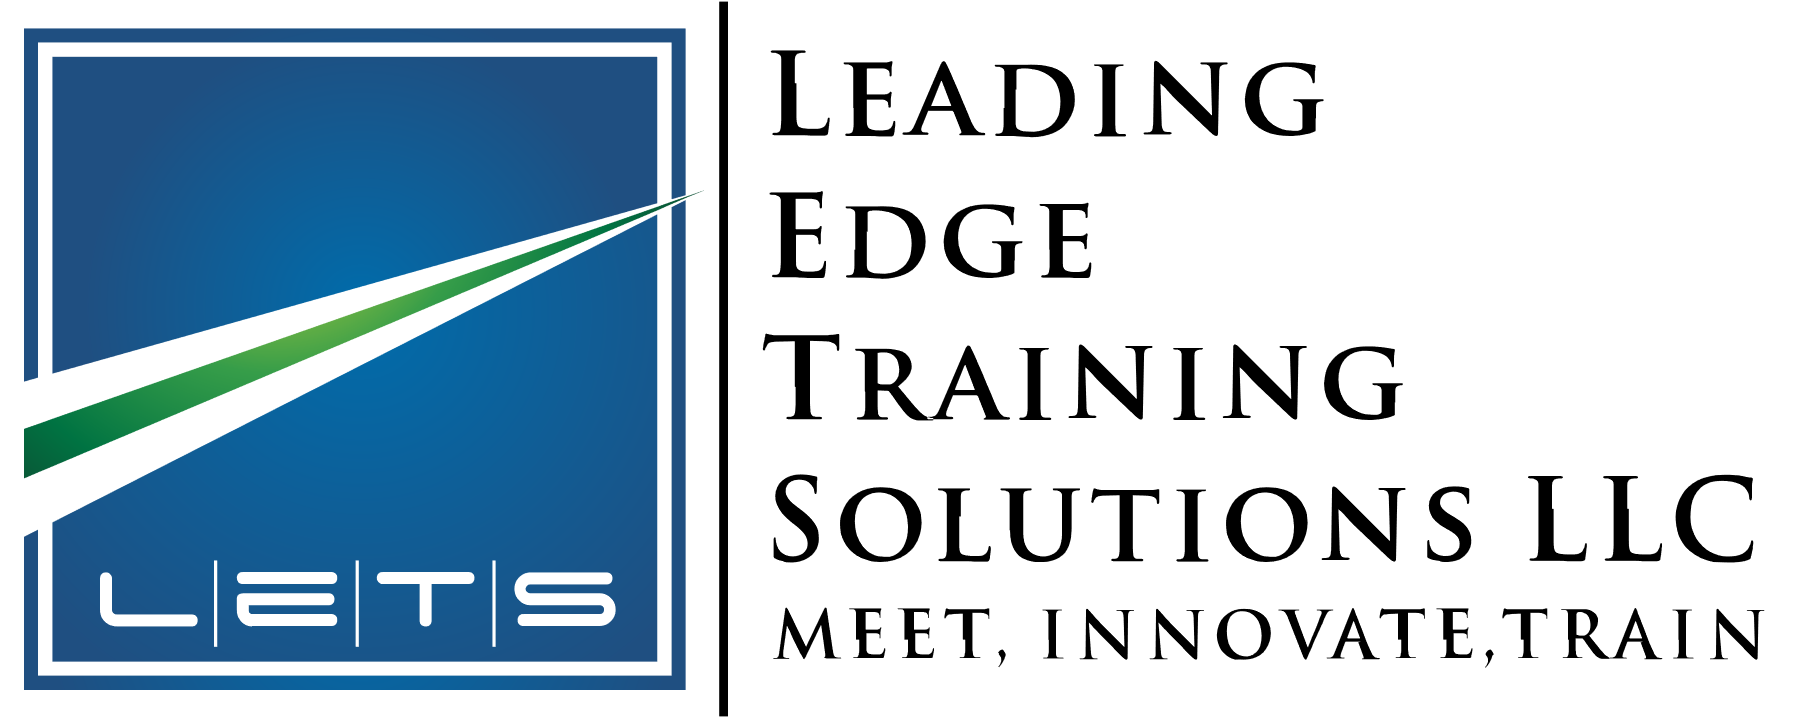 L|E|T|S
LEADING
EDGE
TRAINING
SOLUTIONS LLC
MEET, INNOVATE,TRAIN